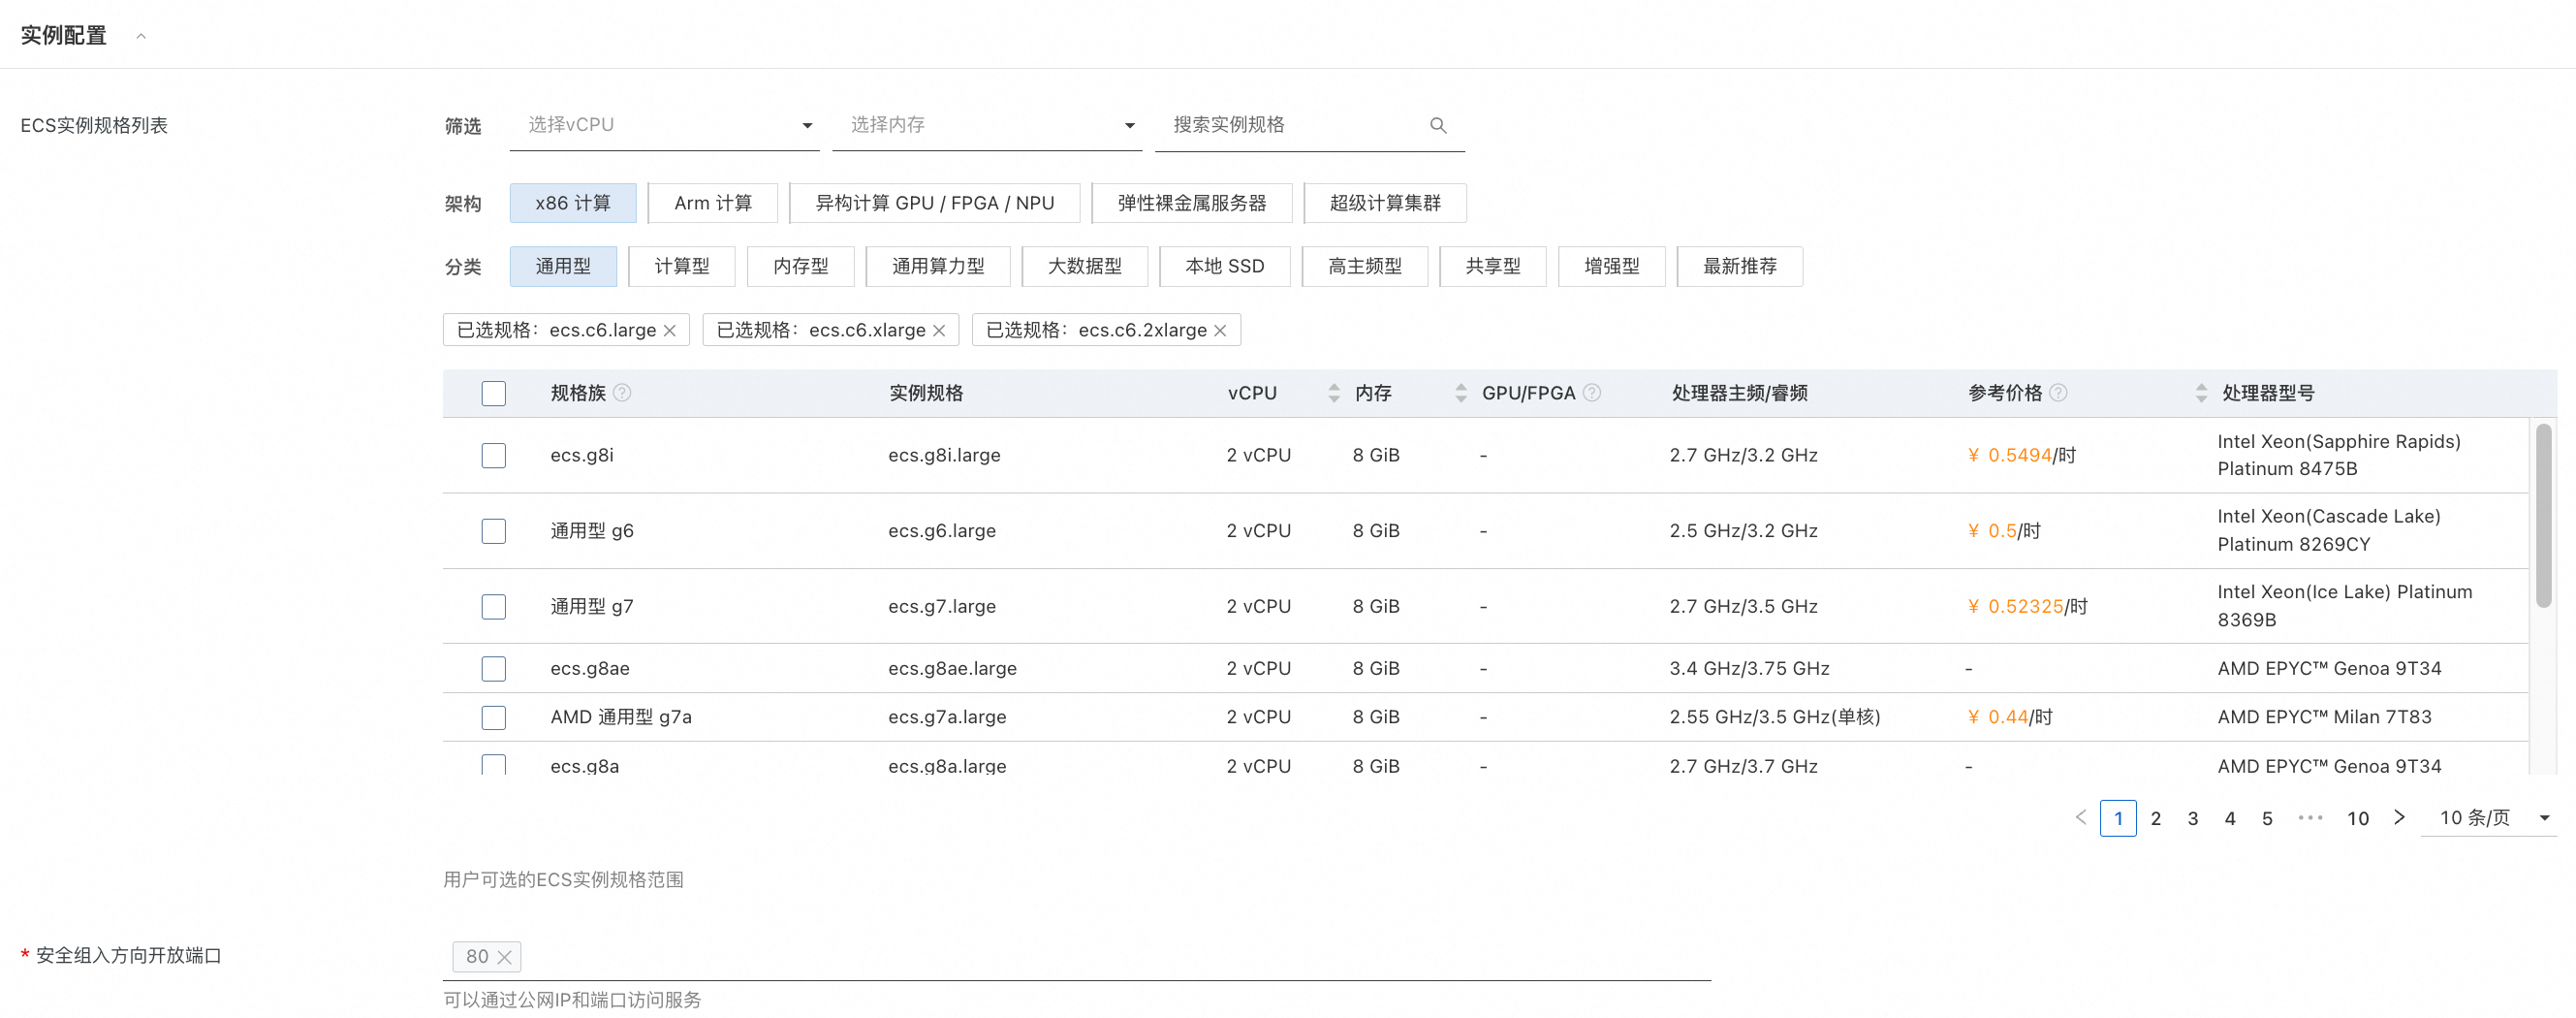 实例配置
ECS实例规格列表
筛选 选择vCPU 选择内存 搜索实例规格
架构 x86 计算 Arm 计算 异构计算 GPU / FPGA / NPU 弹性裸金属服务器 超级计算集群
分类 通用型 计算型 内存型 通用算力型 大数据型 本地 SSD 高主频型 共享型 增强型 最新推荐
已选规格：ecs.c6.large 已选规格：ecs.c6.xlarge 已选规格：ecs.c6.2xlarge
规格族 实例规格 vCPU 内存 GPU/FPGA 处理器主频/睿频 参考价格 处理器型号
ecs.g8i ecs.g8i.large 2 vCPU 8 GiB - 2.7 GHz/3.2 GHz ¥ 0.5494/时 Intel Xeon(Sapphire Rapids)
Platinum 8475B
通用型 g6 ecs.g6.large 2 vCPU 8 GiB - 2.5 GHz/3.2 GHz ¥ 0.5/时 Intel Xeon(Cascade Lake)
Platinum 8269CY
通用型 g7 ecs.g7.large 2 vCPU 8 GiB - 2.7 GHz/3.5 GHz ¥ 0.52325/时 Intel Xeon(Ice Lake) Platinum
8369B
ecs.g8ae ecs.g8ae.large 2 vCPU 8 GiB - 3.4 GHz/3.75 GHz - AMD EPYC™ Genoa 9T34
AMD 通用型 g7a ecs.g7a.large 2 vCPU 8 GiB - 2.55 GHz/3.5 GHz(单核) ¥ 0.44/时 AMD EPYC™ Milan 7T83
ecs.g8a ecs.g8a.large 2 vCPU 8 GiB - 2.7 GHz/3.7 GHz - AMD EPYC™ Genoa 9T34
1 2 3 4 5 ··· 10 10 条/页
用户可选的ECS实例规格范围
* 安全组入方向开放端口
80
可以通过公网IP和端口访问服务